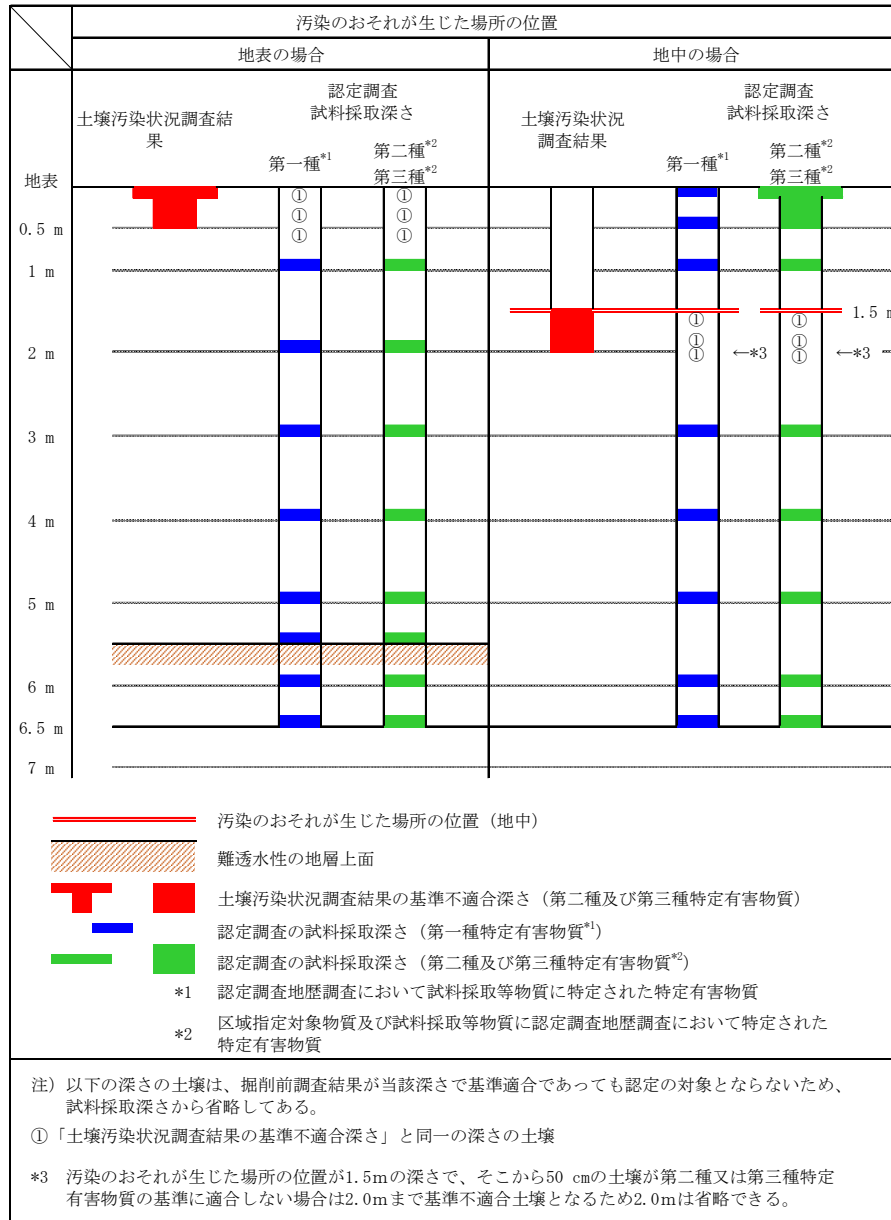 汚染のおそれが生じた場所の位置
地表の場合
地中の場合
土壌汚染状況調査結
果
認定調査
試料採取深さ
第一種*1
第二種*2
第三種*2
土壌汚染状況
調査結果
認定調査
試料採取深さ
第一種*1
第二種*2
第三種*2
地表
① ①
① ①
0.5 m
① ①
1 m
1.5 m
① ①
① ①
2 m
① ←*3 ① ←*3
3 m
4 m
5 m
6 m
6.5 m
7 m
汚染のおそれが生じた場所の位置（地中）
難透水性の地層上面
土壌汚染状況調査結果の基準不適合深さ（第二種及び第三種特定有害物質）
認定調査の試料採取深さ（第一種特定有害物質*1）
認定調査の試料採取深さ（第二種及び第三種特定有害物質*2）
*1 認定調査地歴調査において試料採取等物質に特定された特定有害物質
*2 区域指定対象物質及び試料採取等物質に認定調査地歴調査において特定された
特定有害物質
注）以下の深さの土壌は、掘削前調査結果が当該深さで基準適合であっても認定の対象とならないため、
試料採取深さから省略してある。
①「土壌汚染状況調査結果の基準不適合深さ」と同一の深さの土壌
*3 汚染のおそれが生じた場所の位置が1.5mの深さで、そこから50 cmの土壌が第二種又は第三種特定
有害物質の基準に適合しない場合は2.0mまで基準不適合土壌となるため2.0mは省略できる。